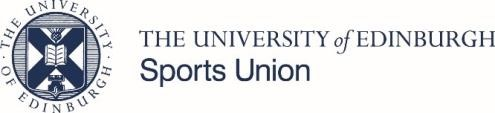 THE UNIVERSITY
OF EDINBURGH
THE UNIVERSITY of EDINBURGH
Sports Union